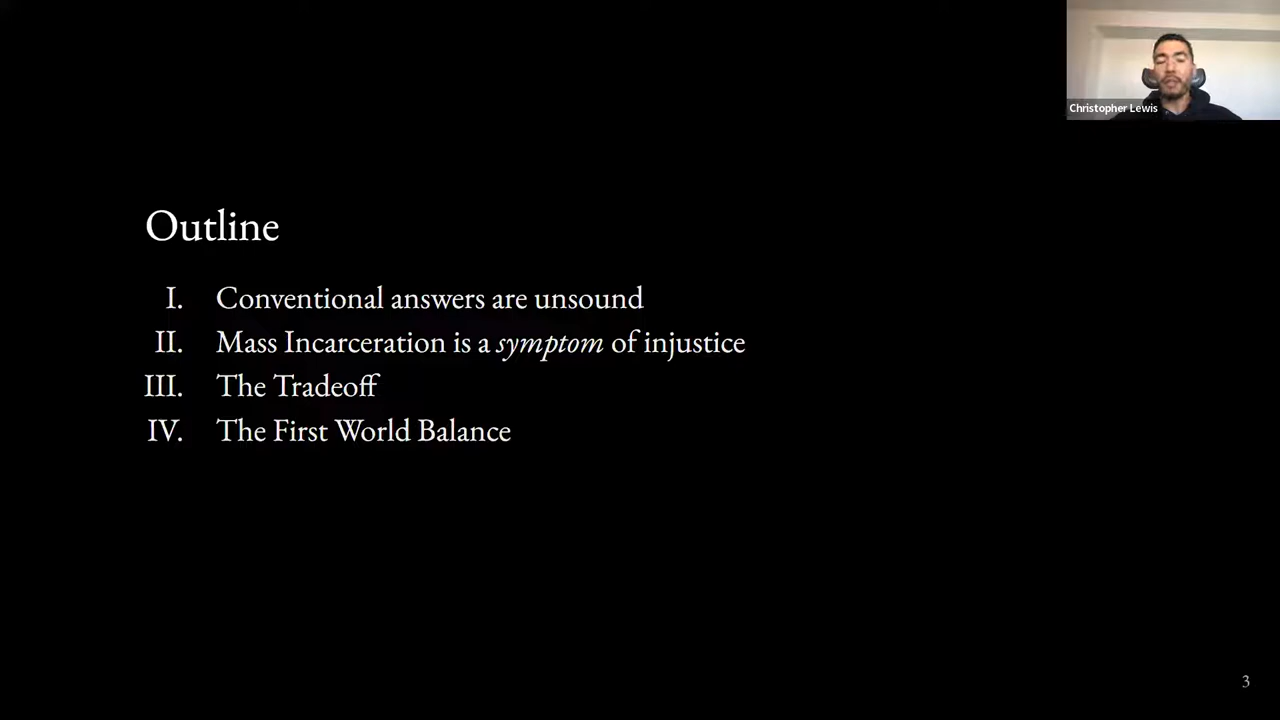 Christopher Lewis
Outline
I. Conventional answers are unsound
II. Mass Incarceration is a symptom of injustice
III. The Tradeoff
IV. The First World Balance
3